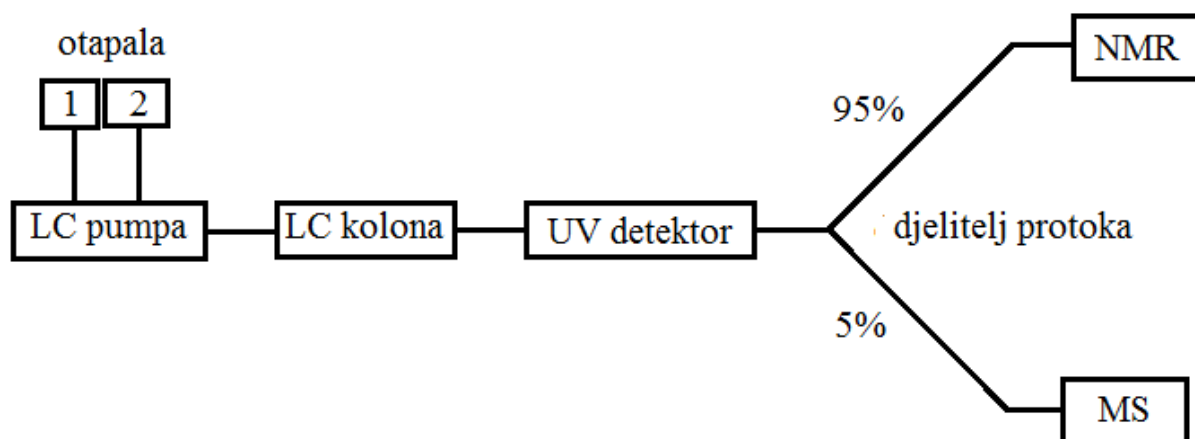 otapala
1 2
LC pumpa
LC kolona
UV detektor
95%
NMR
djelitelj protoka
5%
MS